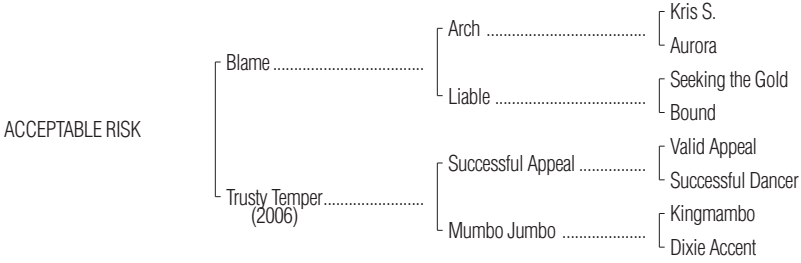 Kris S.
Arch ......................................
Aurora
Blame ....................................
Seeking the Gold
Liable ....................................
Bound
ACCEPTABLE RISK
Valid Appeal
Successful Appeal ................
Successful Dancer
Trusty Temper........................
(2006)
Kingmambo
Mumbo Jumbo ....................
Dixie Accent